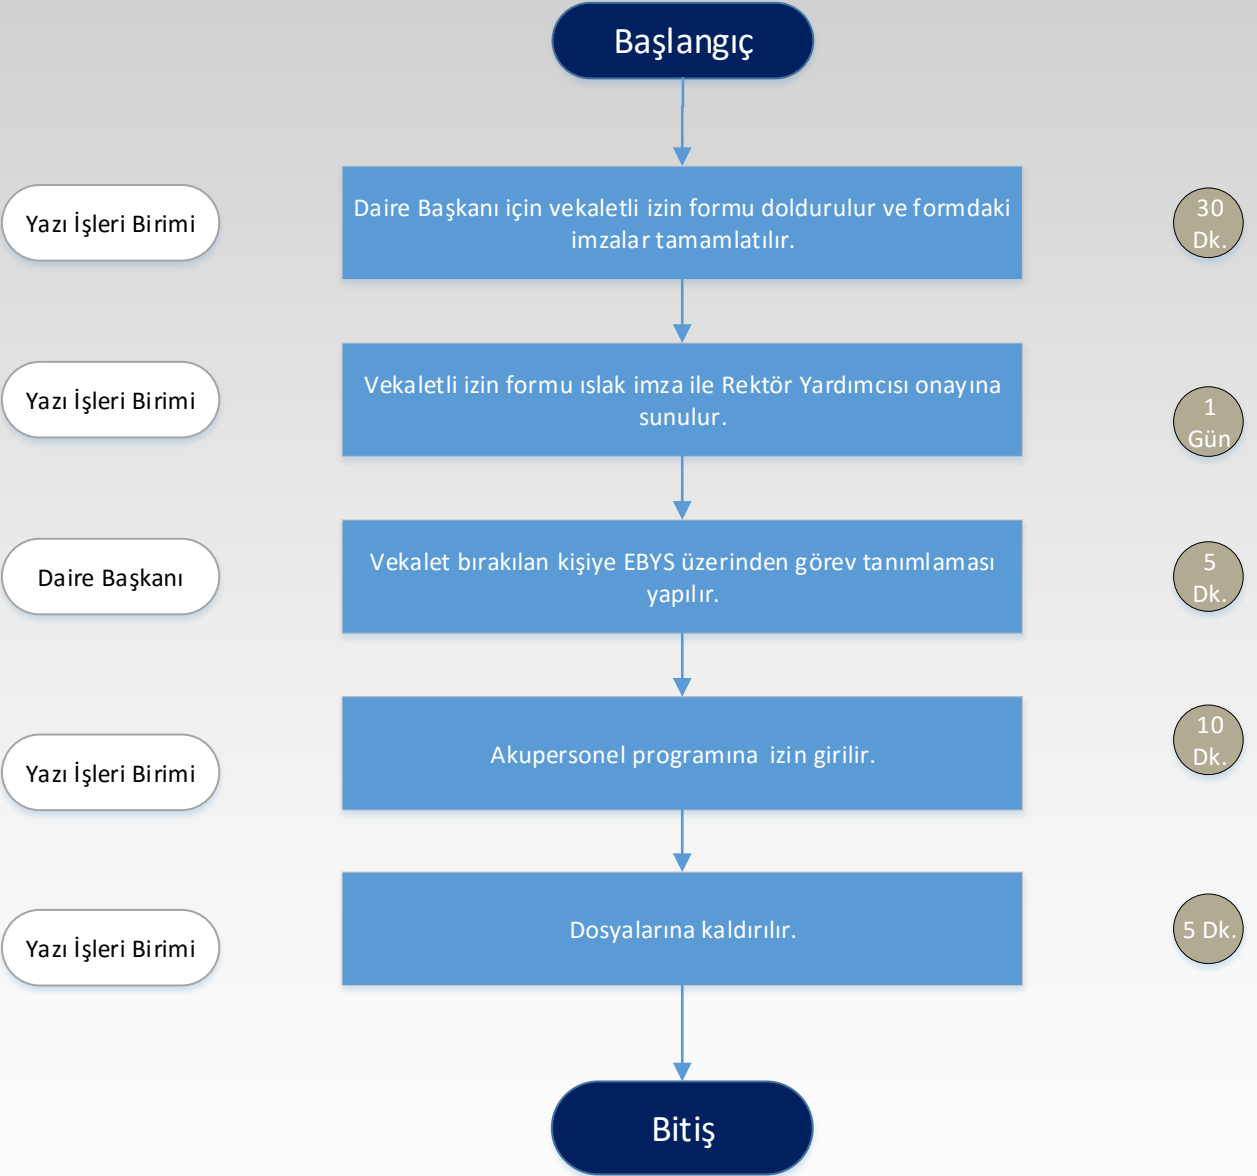 Başlangıç
Yazı İşleri Birimi
Daire Başkanı için vekaletli izin formu doldurulur ve formdaki
imzalar tamamlatılır.
30
Dk.
Yazı İşleri Birimi
Vekaletli izin formu ıslak imza ile Rektör Yardımcısı onayına
sunulur.
1
Gün
Daire Başkanı
Vekalet bırakılan kişiye EBYS üzerinden görev tanımlaması
yapılır.
5
Dk.
Yazı İşleri Birimi
Akupersonel programına izin girilir.
10
Dk.
Yazı İşleri Birimi
Dosyalarına kaldırılır.
5 Dk.
Bitiş